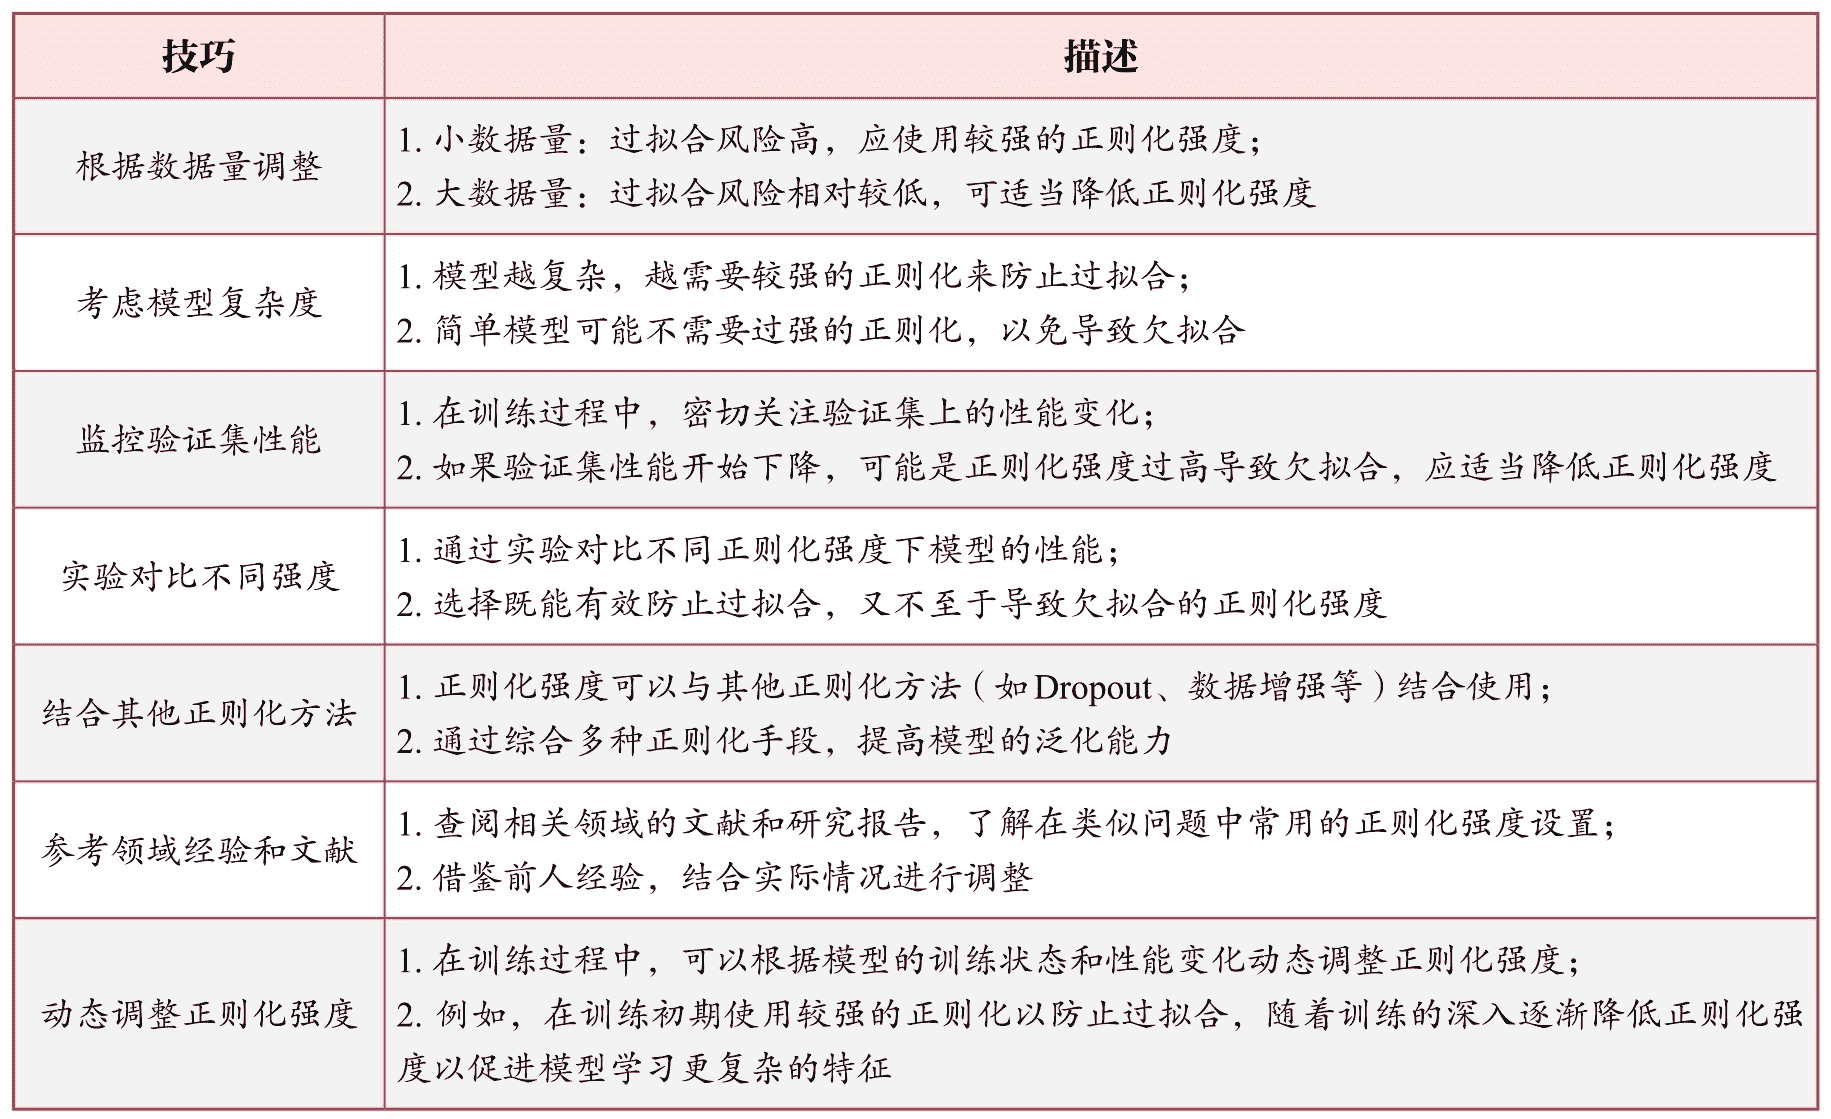 技巧
描述
根据数据量调整
1. 小数据量：过拟合风险高，应使用较强的正则化强度；
2. 大数据量：过拟合风险相对较低，可适当降低正则化强度
考虑模型复杂度
1. 模型越复杂，越需要较强的正则化来防止过拟合；
2. 简单模型可能不需要过强的正则化，以免导致欠拟合
监控验证集性能
1. 在训练过程中，密切关注验证集上的性能变化；
2. 如果验证集性能开始下降，可能是正则化强度过高导致欠拟合，应适当降低正则化强度
实验对比不同强度
1. 通过实验对比不同正则化强度下模型的性能；
2. 选择既能有效防止过拟合，又不至于导致欠拟合的正则化强度
结合其他正则化方法
1. 正则化强度可以与其他正则化方法（如Dropout、数据增强等）结合使用；
2. 通过综合多种正则化手段，提高模型的泛化能力
参考领域经验和文献
1. 查阅相关领域的文献和研究报告，了解在类似问题中常用的正则化强度设置；
2. 借鉴前人经验，结合实际情况进行调整
动态调整正则化强度
1. 在训练过程中，可以根据模型的训练状态和性能变化动态调整正则化强度；
2. 例如，在训练初期使用较强的正则化以防止过拟合，随着训练的深入逐渐降低正则化强
度以促进模型学习更复杂的特征